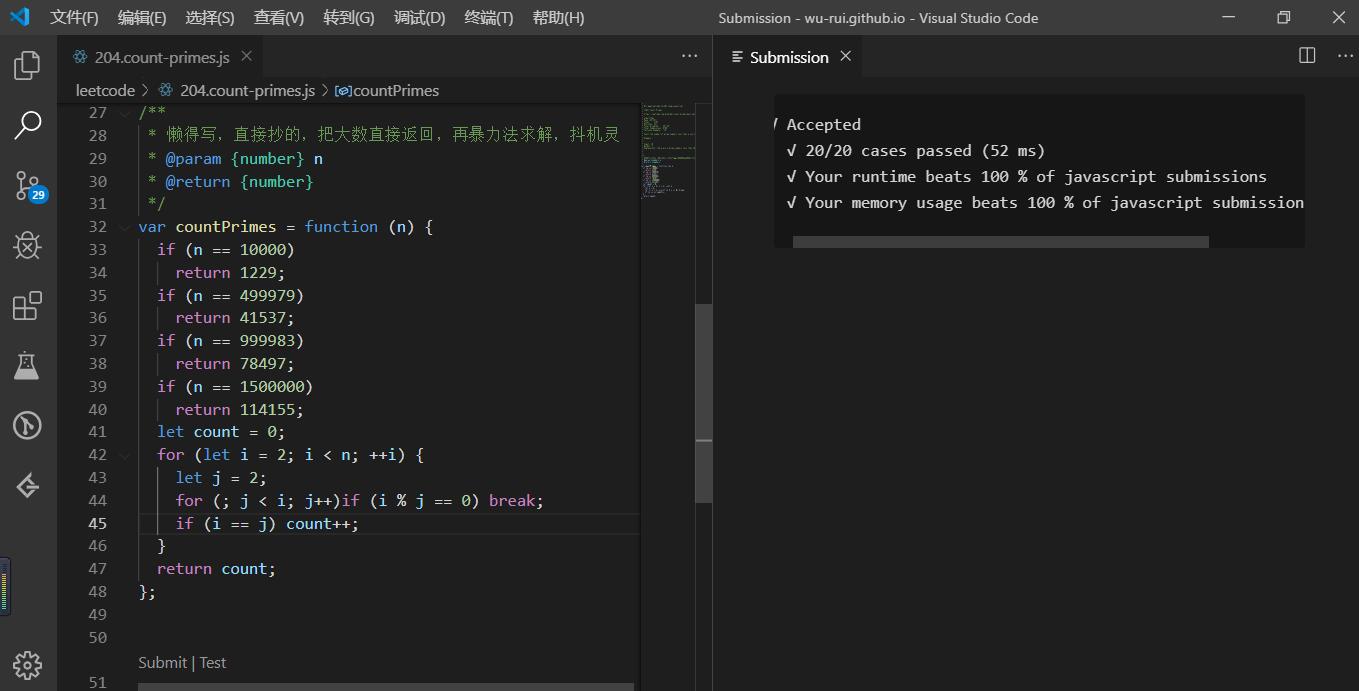 文件(F) 编辑(E) 选择(S) 查看(V) 转到(G) 调试(D) 终端(T) 帮助(H) Submission - wu-rui.github.io - Visual Studio Code
204.count-primes.js
Submission
leetcode > 204.count-primes.js > countPrimes
27 /**
28 * 懒得写，直接抄的，把大数直接返回，再暴力法求解，抖机灵
29 * @param {number} n
30 * @return {number}
31 */
32 var countPrimes = function (n) {
33 if (n == 10000)
34 return 1229;
35 if (n == 499979)
36 return 41537;
37 if (n == 999983)
38 return 78497;
39 if (n == 1500000)
40 return 114155;
41 let count = 0;
42 for (let i = 2; i < n; ++i) {
43 let j = 2;
44 for (; j < i; j++)if (i % j == 0) break;
45 if (i == j) count++;
46 }
47 return count;
48 };
49
50
Submit | Test
51
29
√ Accepted
√ 20/20 cases passed (52 ms)
√ Your runtime beats 100 % of javascript submissions
√ Your memory usage beats 100 % of javascript submission